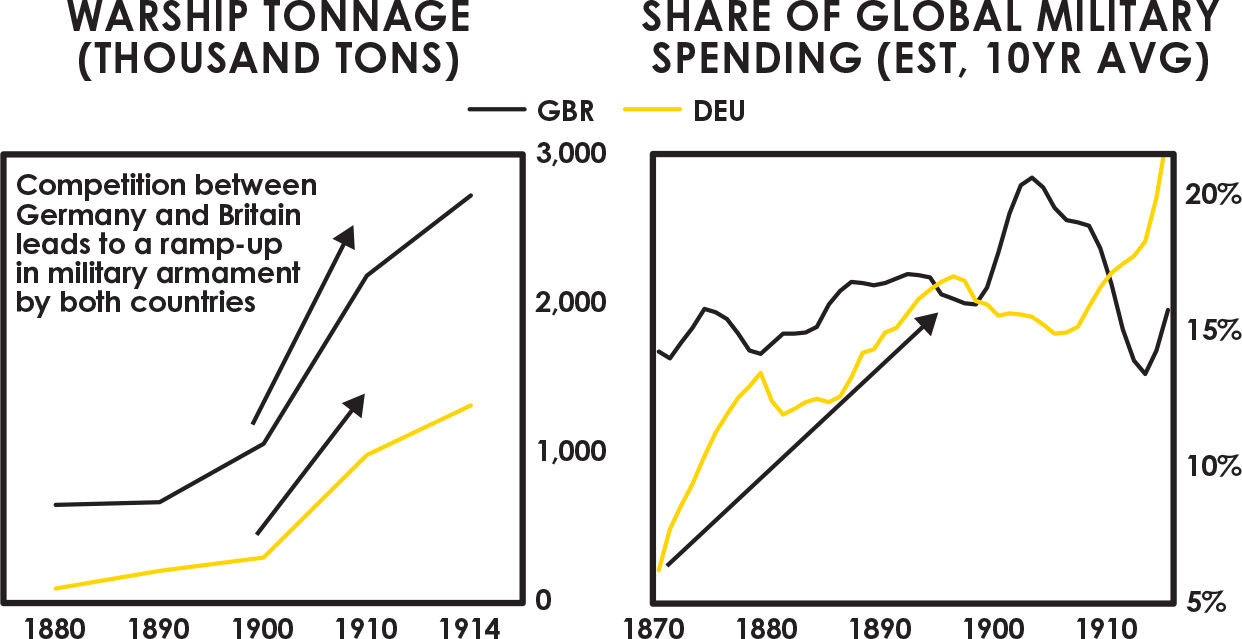 WARSHIP TONNAGE
(THOUSAND TONS)
SHARE OF GLOBAL MILITARY
SPENDING (EST, 10YR AVG)
GBR
DEU
Competition between
Germany and Britain
leads to a ramp-up
in military armament
by both countries
3,000
2,000
1,000
0
1880 1890 1900 1910 1914
20%
15%
10%
5%
1870 1880 1890 1900 1910